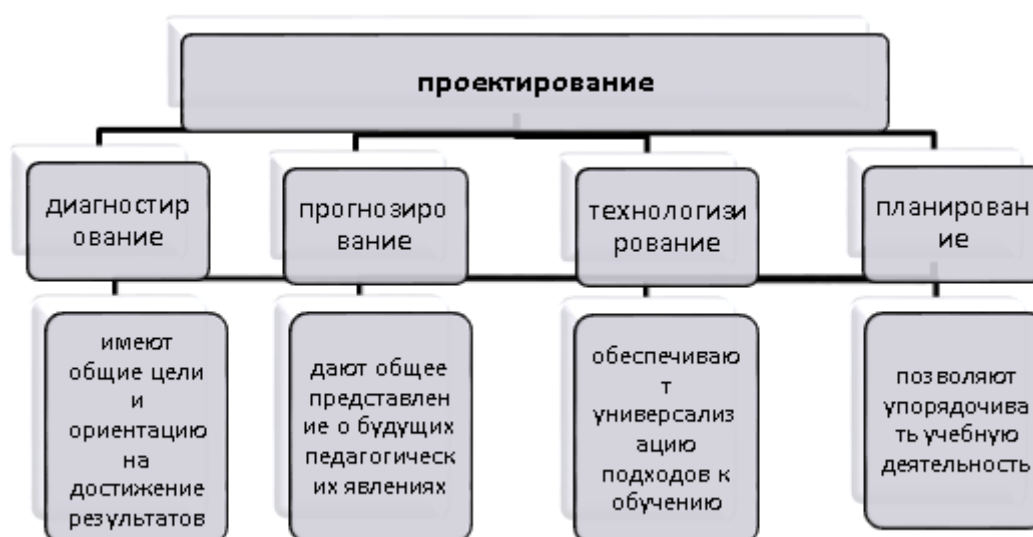 проектирование
диагностир
ование
прогнозиро
вание
технологизи
рование
планирован
ие
имеют
общие цели
и
ориентацию
на
достижение
результатов
дают общее
представлен
ие о будущих
педагогическ
их явлениях
обеспечиваю
т
универсализ
ацию
подходов к
обучению
позволяют
упорядочива
ть учебную
деятельность